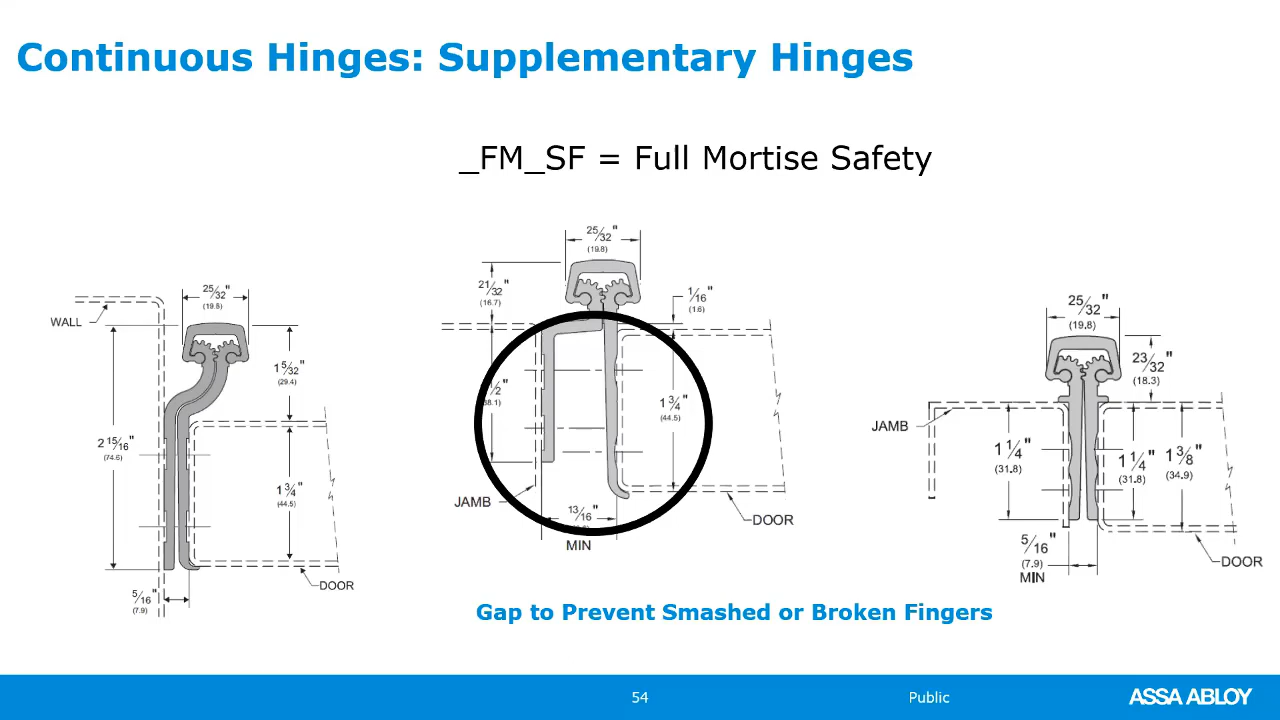 Continuous Hinges: Supplementary Hinges
_FM_SF = Full Mortise Safety
25/32"
(19.8)
WALL
1 5/32"
(29.4)
2 15/16"
(74.6)
1 3/4"
(44.5)
DOOR
5/16"
(7.9)
25/32"
(19.8)
21/32"
(16.7)
1/16"
(1.6)
1 3/4"
(44.5)
JAMB
13/16"
MIN
DOOR
25/32"
(19.8)
23/32"
(18.3)
JAMB
1 1/4"
(31.8)
1 1/4"
(31.8)
1 3/8"
(34.9)
5/16"
(7.9)
MIN
DOOR
Gap to Prevent Smashed or Broken Fingers
54
Public
ASSA ABLOY